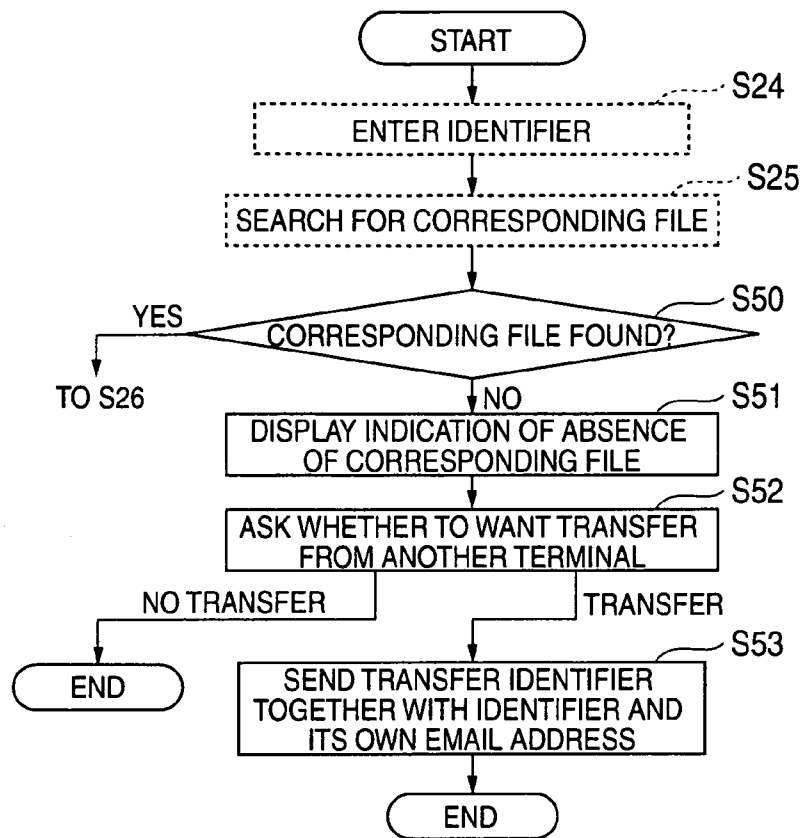 START
S24
ENTER IDENTIFIER
S25
SEARCH FOR CORRESPONDING FILE
S50
YES
CORRESPONDING FILE FOUND?
TO S26
NO
S51
DISPLAY INDICATION OF ABSENCE
OF CORRESPONDING FILE
S52
ASK WHETHER TO WANT TRANSFER
FROM ANOTHER TERMINAL
NO TRANSFER
TRANSFER
S53
END
SEND TRANSFER IDENTIFIER
TOGETHER WITH IDENTIFIER AND
ITS OWN EMAIL ADDRESS
END